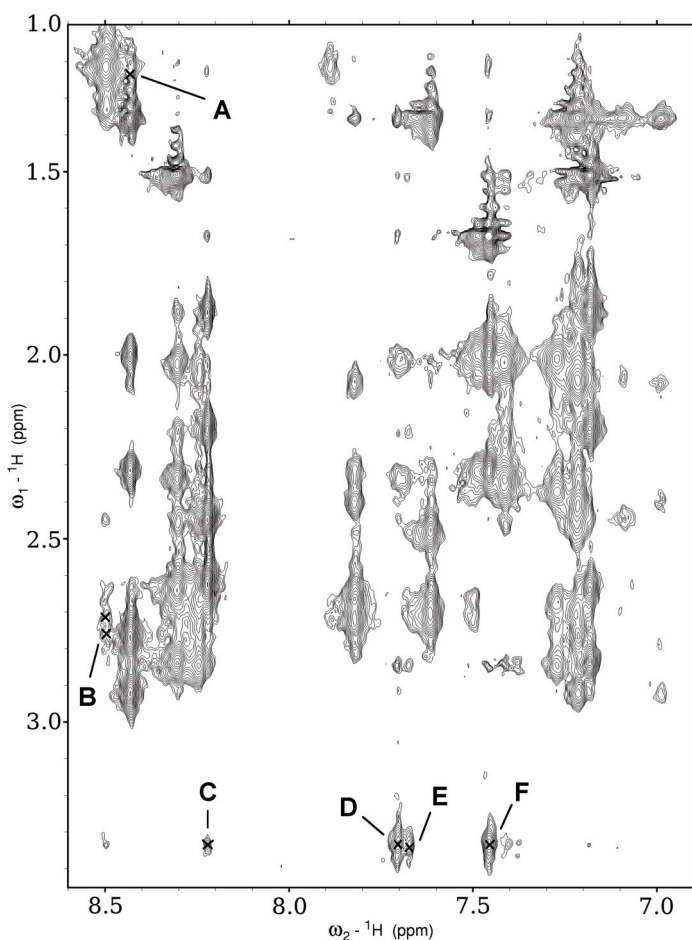 1.0
A
1.5
2.0
ω₁ - ¹H (ppm)
2.5
B
3.0
C
D
E
F
8.5
8.0
7.5
7.0
ω₂ - ¹H (ppm)